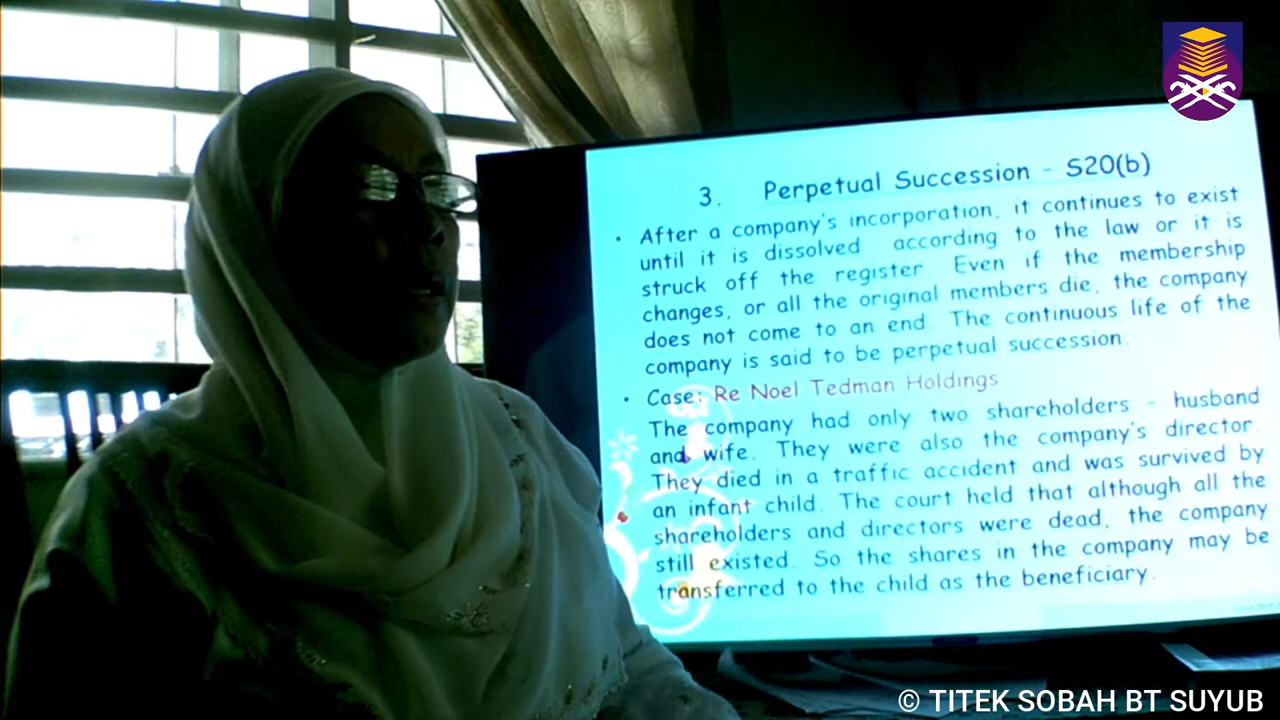 3. Perpetual Succession - S20(b)
• After a company's incorporation, it continues to exist
until it is dissolved according to the law or it is
struck off the register. Even if the membership
changes, or all the original members die, the company
does not come to an end. The continuous life of the
company is said to be perpetual succession.
• Case: Re Noel Tedman Holdings
The company had only two shareholders - husband
and wife. They were also the company's director.
They died in a traffic accident and was survived by
an infant child. The court held that although all the
shareholders and directors were dead, the company
still existed. So the shares in the company may be
transferred to the child as the beneficiary.
© TITEK SOBAH BT SUYUB